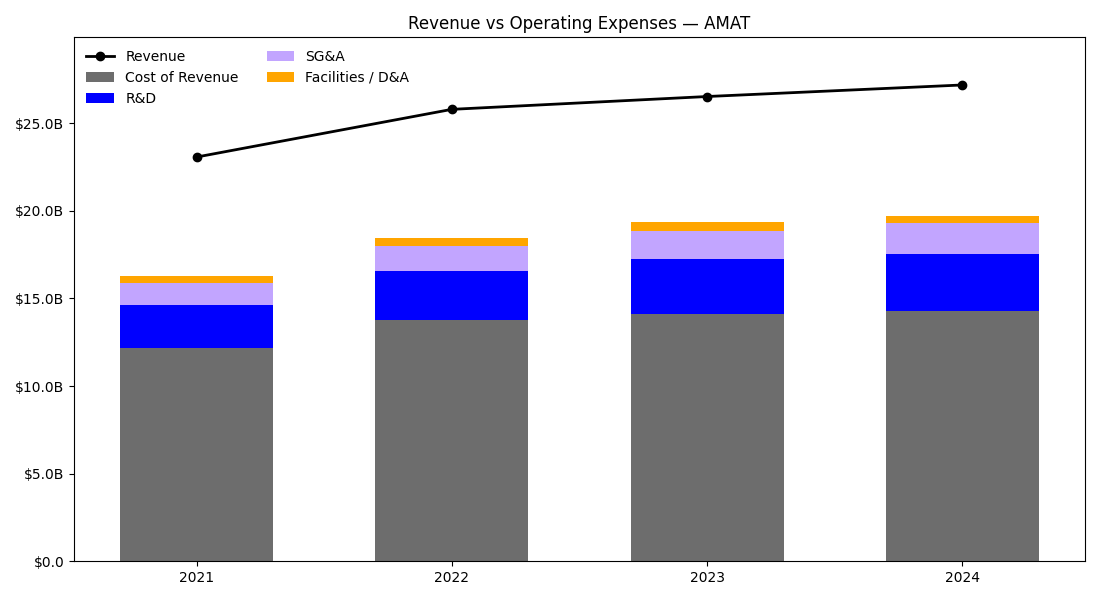 Revenue vs Operating Expenses — AMAT
Revenue
Cost of Revenue
R&D
SG&A
Facilities / D&A
$25.0B
$20.0B
$15.0B
$10.0B
$5.0B
$0.0
2021
2022
2023
2024